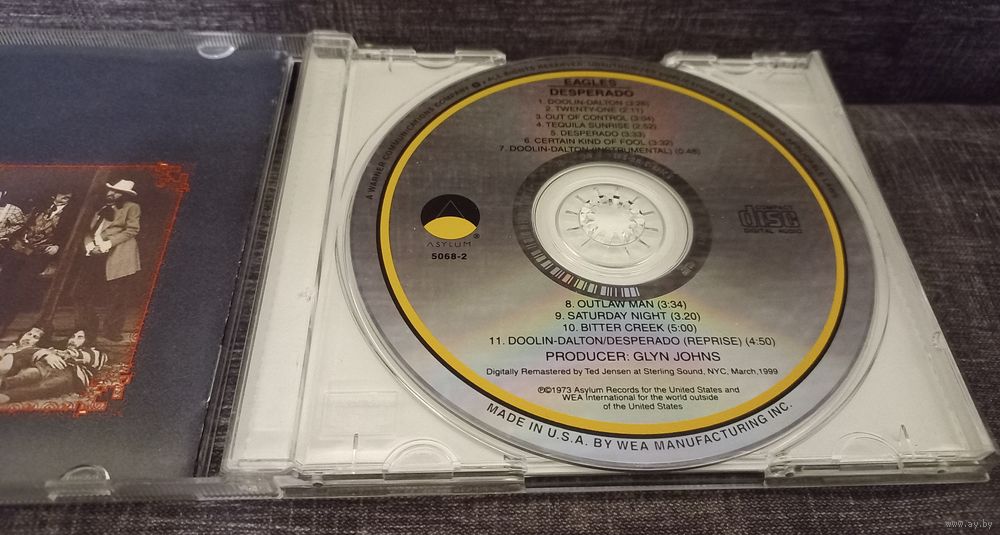 EAGLES
DESPERADO
1. DOOLIN-DALTON (3:26)
2. TWENTY-ONE (2:11)
3. OUT OF CONTROL (3:04)
4. TEQUILA SUNRISE (2:52)
5. DESPERADO (3:33)
6. CERTAIN KIND OF FOOL (3:32)
7. DOOLIN-DALTON (INSTRUMENTAL) (0:48)
ASYLUM ®
5068-2
COMPACT
disc
DIGITAL AUDIO
8. OUTLAW MAN (3:34)
9. SATURDAY NIGHT (3.20)
10. BITTER CREEK (5:00)
11. DOOLIN-DALTON/DESPERADO (REPRISE) (4:50)
PRODUCER: GLYN JOHNS
Digitally Remastered by Ted Jensen at Sterling Sound, NYC, March,1999
℗©1973 Asylum Records for the United States and
WEA International for the world outside
of the United States
MADE IN U.S.A. BY WEA MANUFACTURING INC.
A WARNER COMMUNICATIONS COMPANY
ALL RIGHTS RESERVED.
www.ay.by